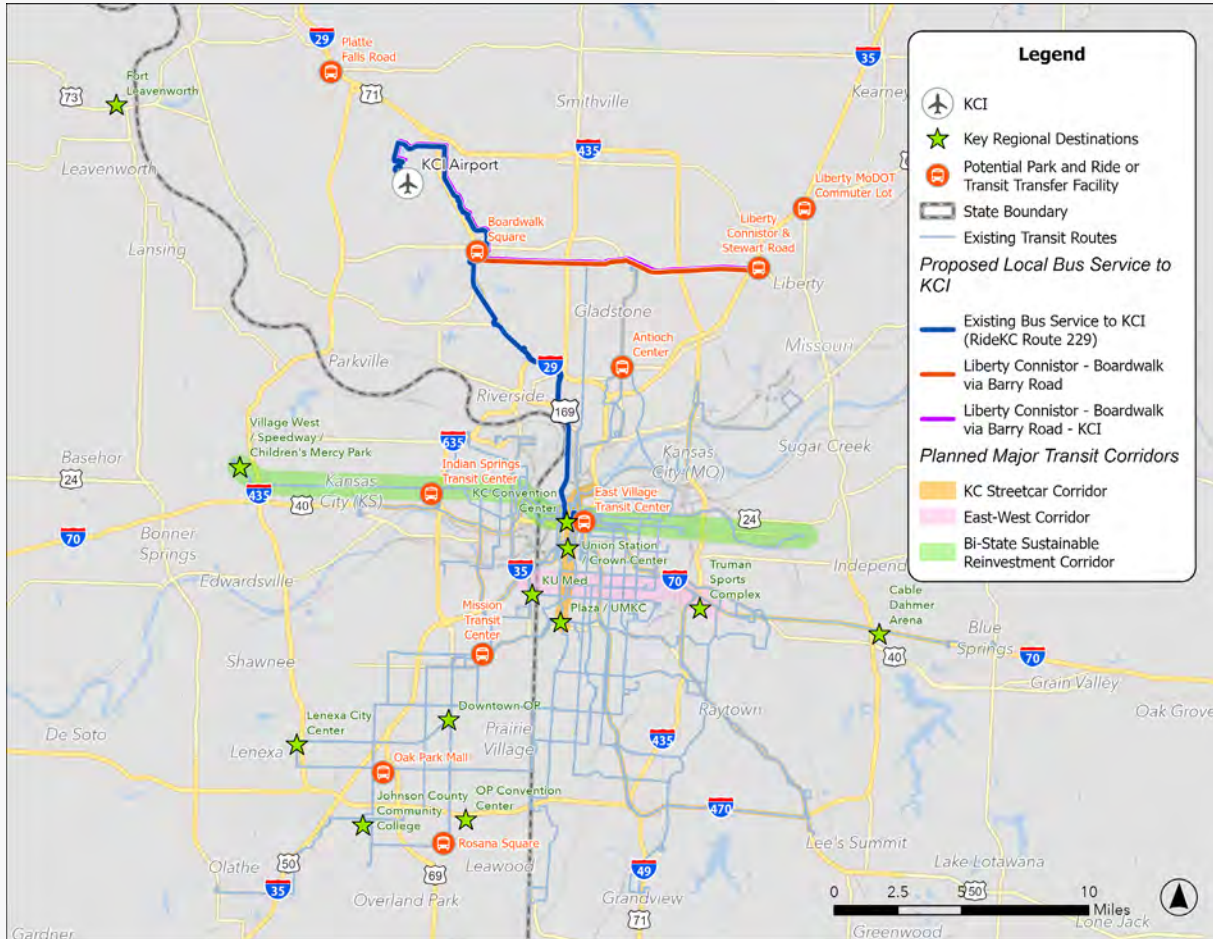 29
Platte
Falls Road
35
Fort
Leavenworth
73
71
Smithville
Kearney
Leavenworth
435
KCI Airport
Liberty MoDOT
Commuter Lot
Lansing
Boardwalk
Square
Liberty
Connistor &
Stewart Road
Liberty
Gladstone
Antioch
Center
Missouri
Parkville
29
Riverside
169
Village West
/ Speedway /
Children's Mercy Park
635
Kansas
City (MO)
Sugar Creek
Basehor
24
Indian Springs
Transit Center
435
40
Kansas
City (KS)
KC Convention
Center
East Village
Transit Center
24
70
Bonner
Springs
Edwardsville
Union Station
/ Crown Center
35
KU Med
70
Truman
Sports
Complex
Independ
Cable
Dahmer
Arena
Plaza / UMKC
Mission
Transit
Center
Blue
Springs
40
70
Grain Valley
Shawnee
Oak Grove
Lenexa City
Center
Downtown OP
Raytown
De Soto
Lenexa
Prairie
Village
435
Oak Park Mall
Johnson County
Community
College
OP Convention
Center
470
Rosana Square
Lee's Summit
Olathe
50
Leawood
69
35
Overland Park
49
Grandview
71
Lake Lotawana
50
Lone Jack
Gardner
Greenwood
Legend
KCI
Key Regional Destinations
Potential Park and Ride or
Transit Transfer Facility
State Boundary
Existing Transit Routes
Proposed Local Bus Service to
KCI
Existing Bus Service to KCI
(RideKC Route 229)
Liberty Connistor - Boardwalk
via Barry Road
Liberty Connistor - Boardwalk
via Barry Road - KCI
Planned Major Transit Corridors
KC Streetcar Corridor
East-West Corridor
Bi-State Sustainable
Reinvestment Corridor
0 2.5 5 10
Miles